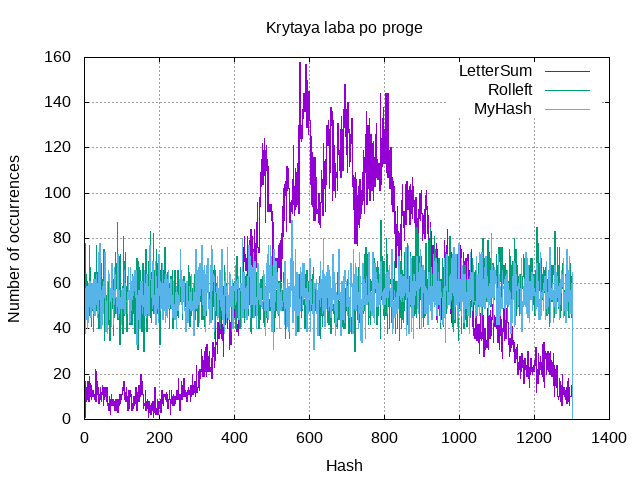 Krytaya laba po proge
LetterSum
Rolleft
MyHash
Number of occurrences
160
140
120
100
80
60
40
20
0
0 200 400 600 800 1000 1200 1400
Hash